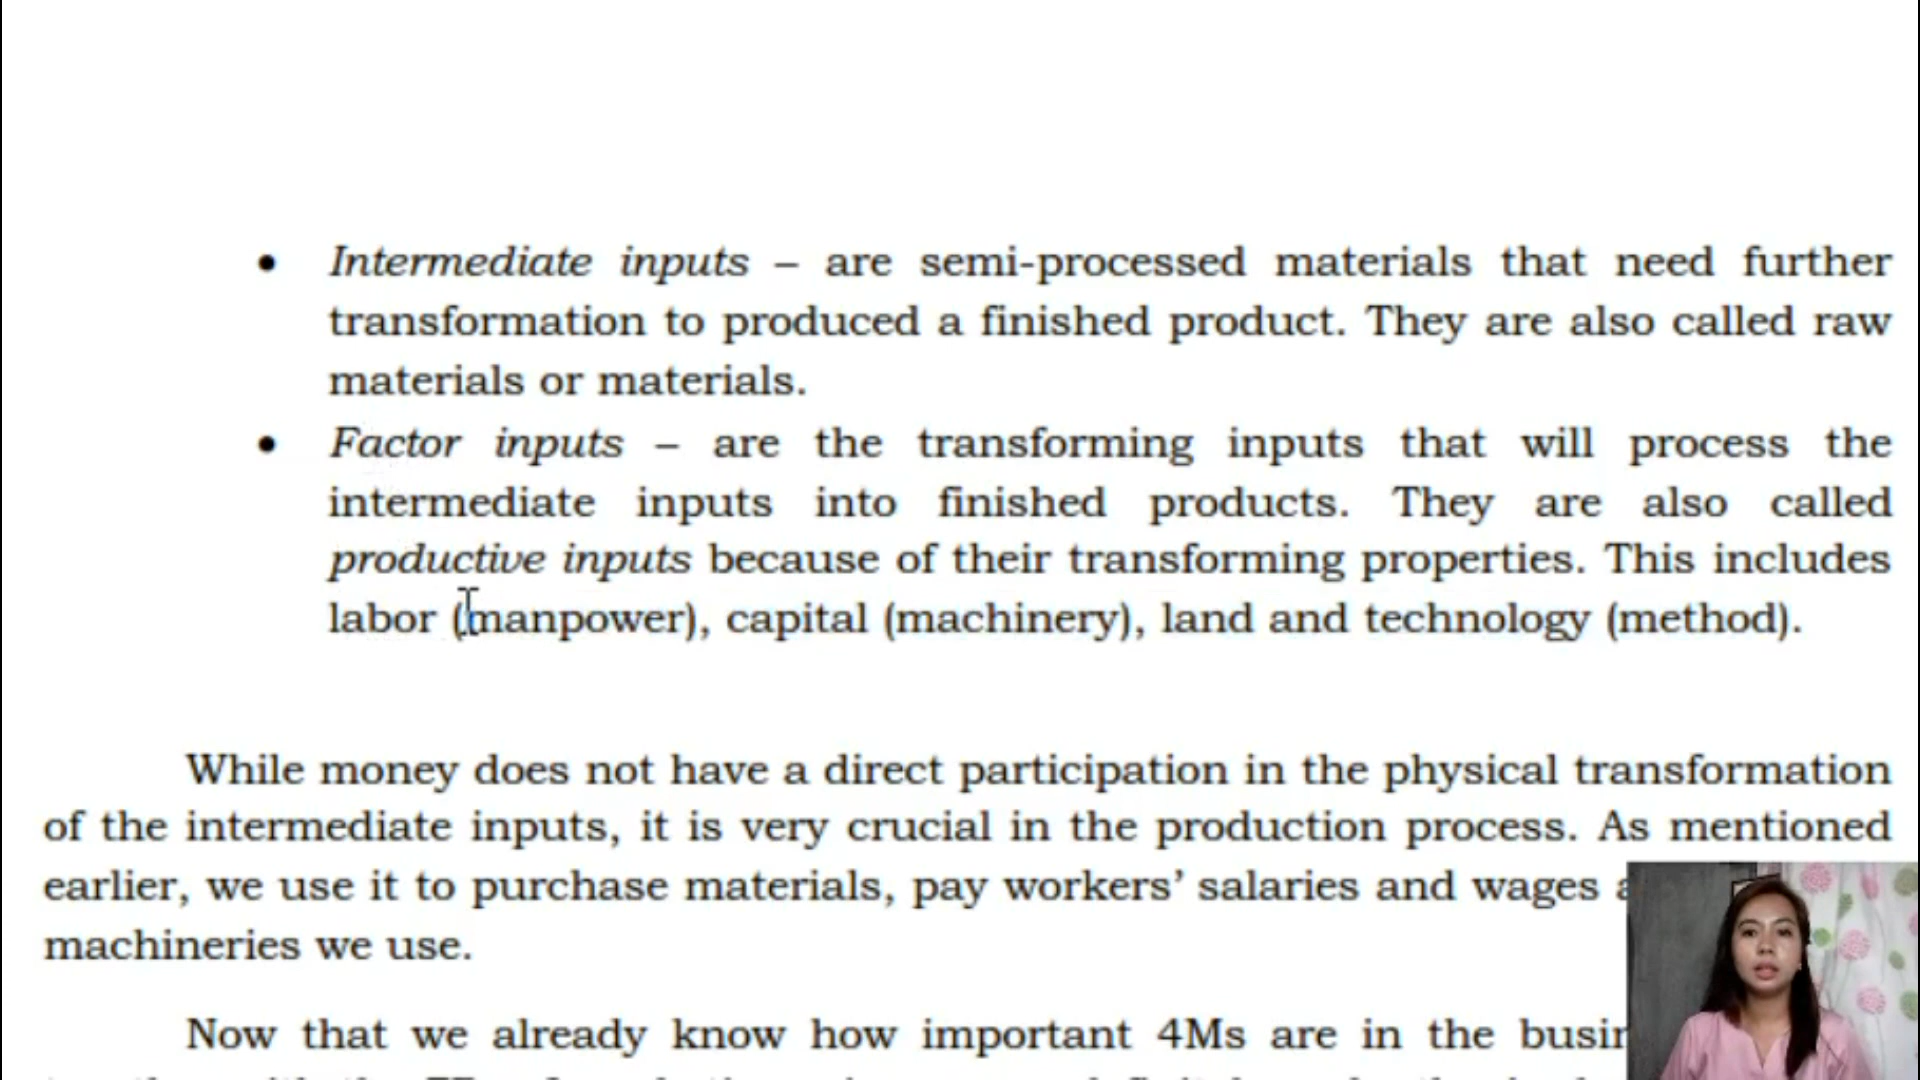 • Intermediate inputs – are semi-processed materials that need further
transformation to produced a finished product. They are also called raw
materials or materials.
• Factor inputs – are the transforming inputs that will process the
intermediate inputs into finished products. They are also called
productive inputs because of their transforming properties. This includes
labor (manpower), capital (machinery), land and technology (method).
While money does not have a direct participation in the physical transformation
of the intermediate inputs, it is very crucial in the production process. As mentioned
earlier, we use it to purchase materials, pay workers’ salaries and wages
machineries we use.
Now that we already know how important 4Ms are in the